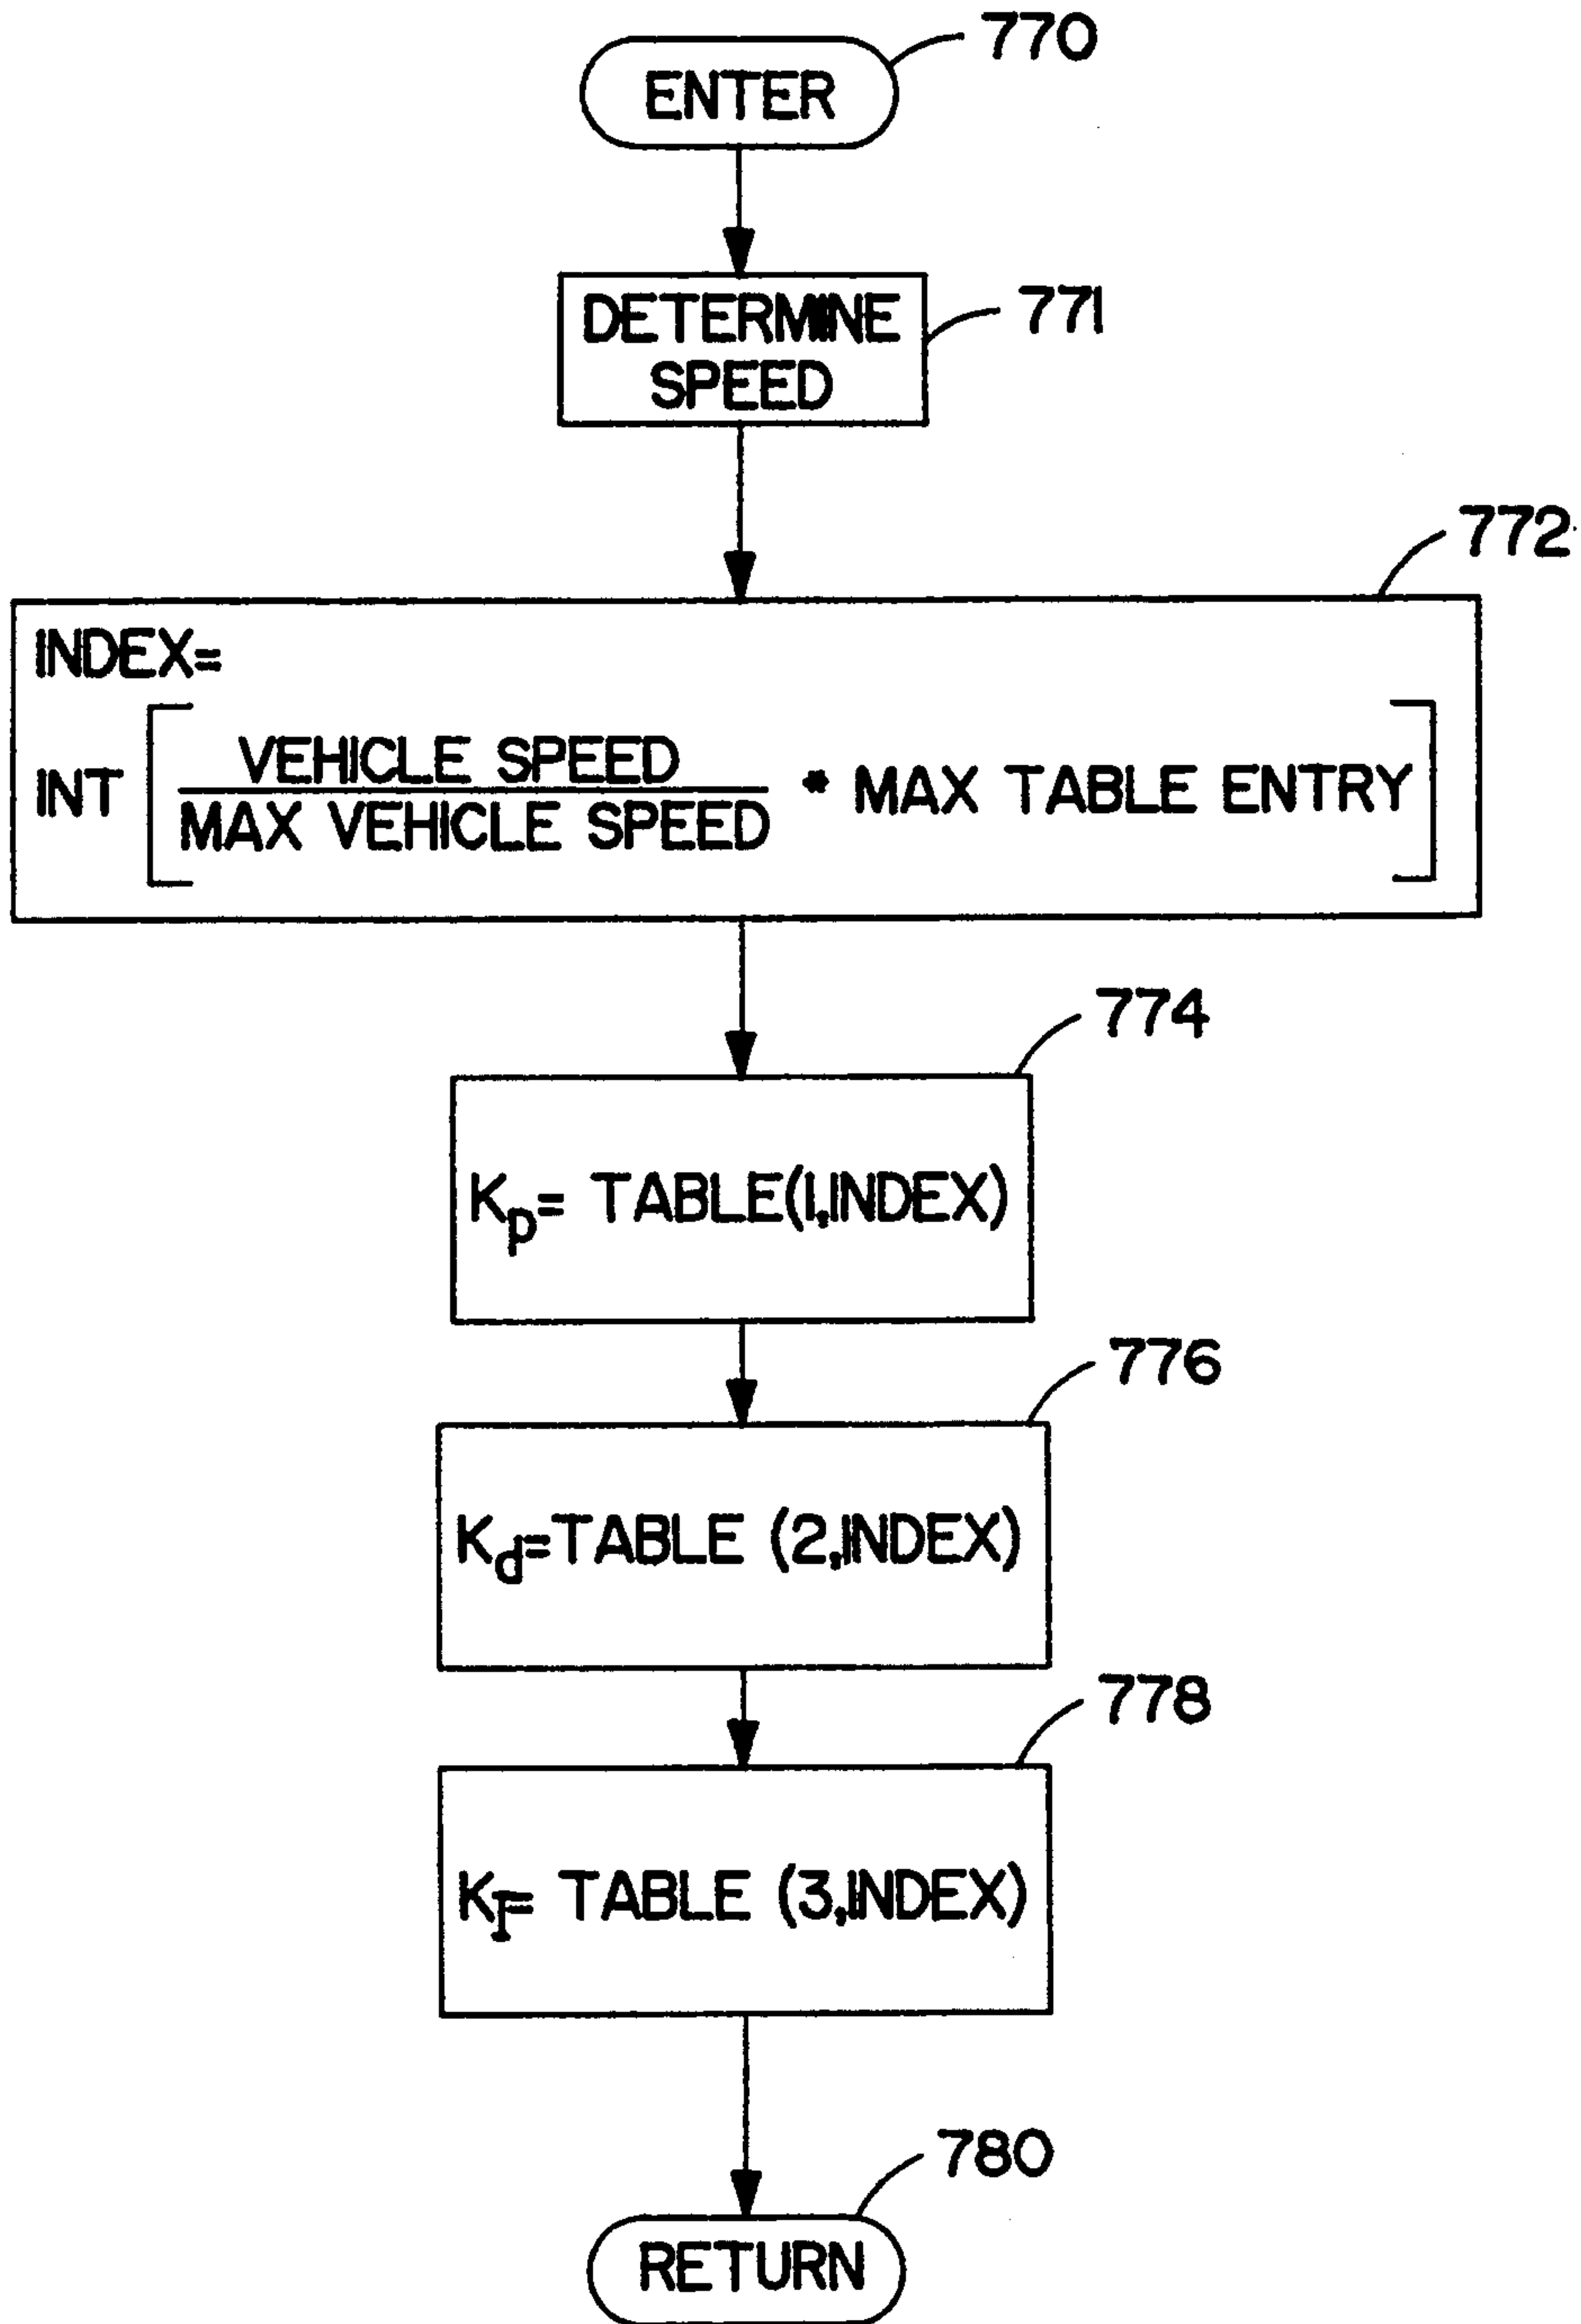 770
ENTER
771
DETERMINE
SPEED
772
INDEX=
INT [ VEHICLE SPEED
MAX VEHICLE SPEED * MAX TABLE ENTRY ]
774
Kp= TABLE(1,INDEX)
776
Kd=TABLE (2,INDEX)
778
KI= TABLE (3,INDEX)
780
RETURN